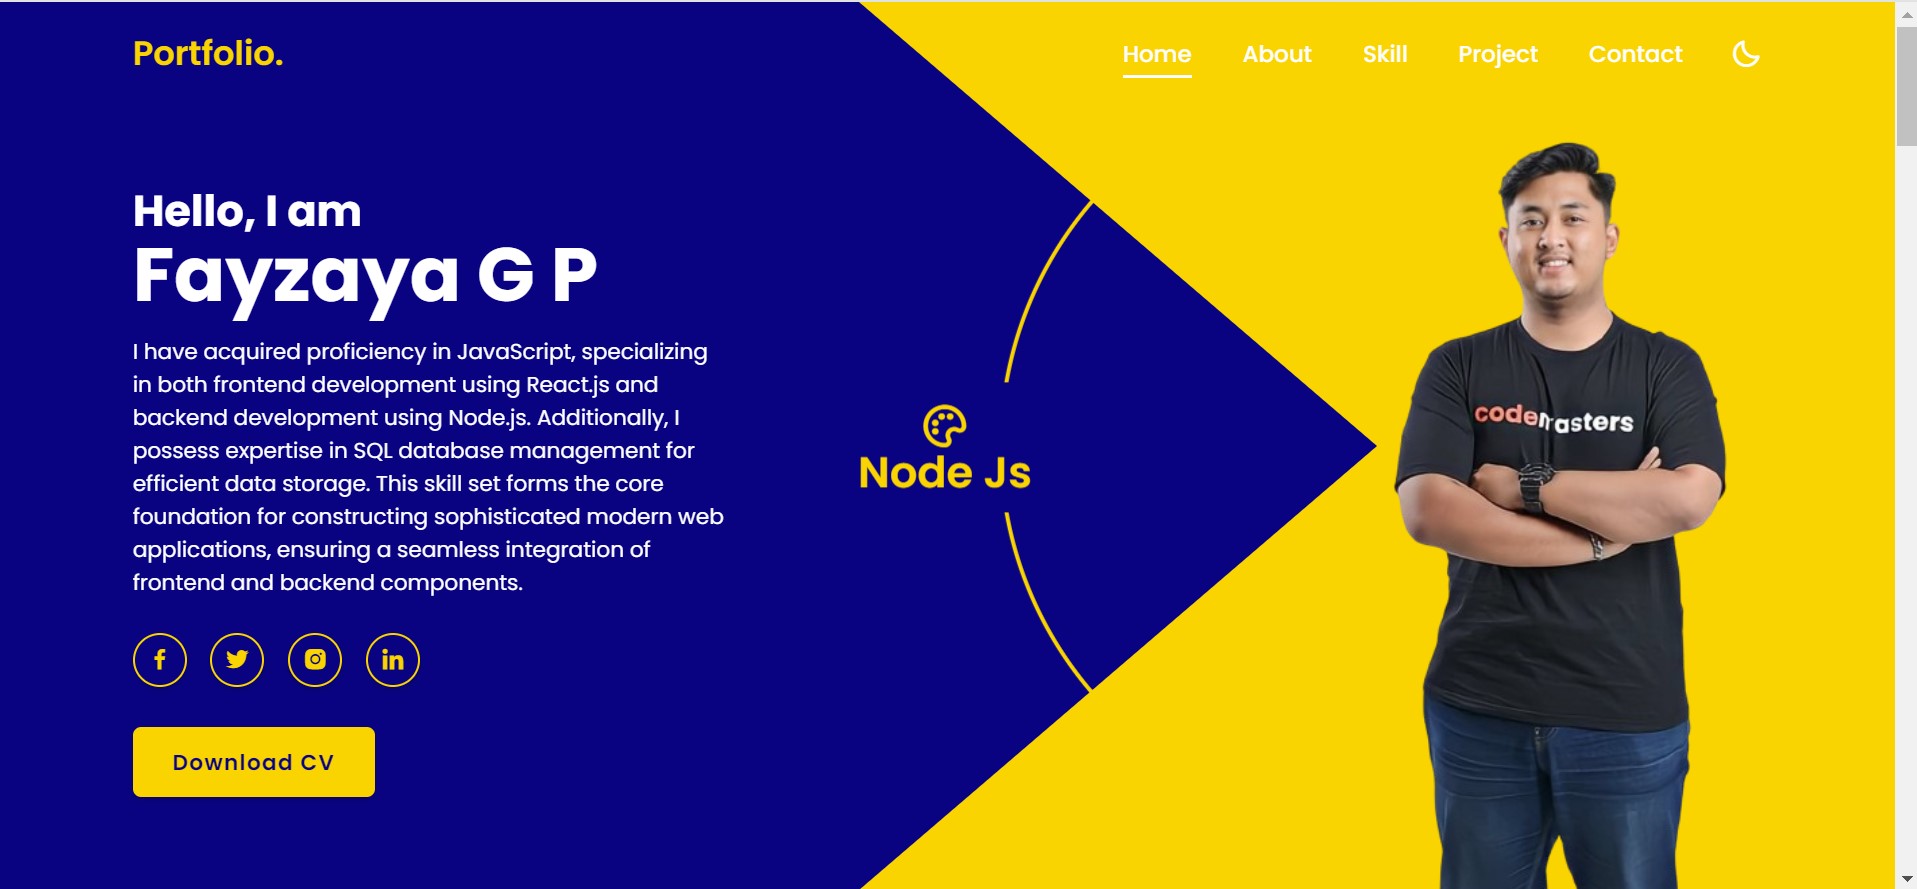 Portfolio.
Home About Skill Project Contact
Hello, I am
Fayzaya G P
I have acquired proficiency in JavaScript, specializing
in both frontend development using React.js and
backend development using Node.js. Additionally, I
possess expertise in SQL database management for
efficient data storage. This skill set forms the core
foundation for constructing sophisticated modern web
applications, ensuring a seamless integration of
frontend and backend components.
Node Js
codemasters
Download CV